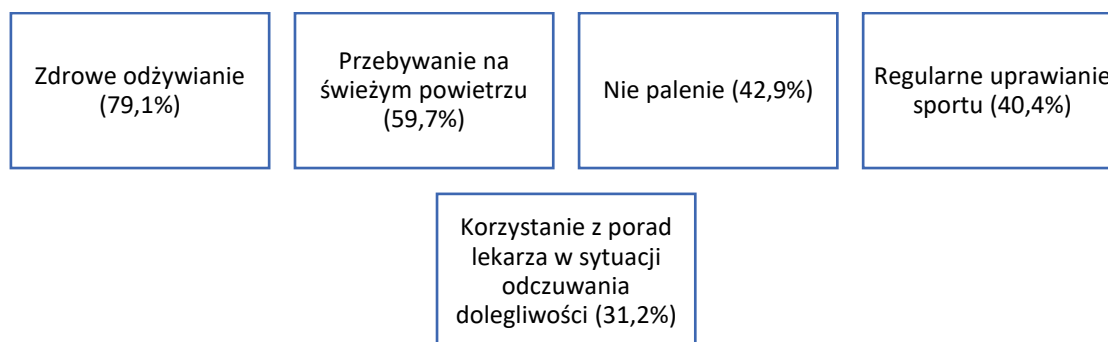 Zdrowe odżywianie
(79,1%)
Przebywanie na
świeżym powietrzu
(59,7%)
Nie palenie (42,9%)
Regularne uprawianie
sportu (40,4%)
Korzystanie z porad
lekarza w sytuacji
odczuwania
dolegliwości (31,2%)